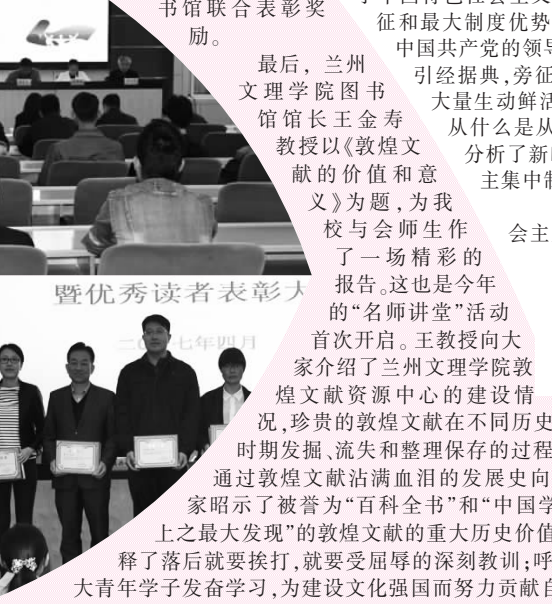 书馆联合表彰奖
励。
最后，兰州
文理学院图书
馆馆长王金寿
教授以《敦煌文
献的价值和意
义》为题，为我
校与会师生作
了一场精彩的
报告。这也是今年
的“名师讲堂”活动
首次开启。王教授向大
家介绍了兰州文理学院敦
煌文献资源中心的建设情
况，珍贵的敦煌文献在不同历史
时期发掘、流失和整理保存的过程
通过敦煌文献沾满血泪的发展史向
家昭示了被誉为“百科全书”和“中国学
上之最大发现”的敦煌文献的重大历史价值
释了落后就要挨打，就要受屈辱的深刻教训；呼
大青年学子发奋学习，为建设文化强国而努力贡献自
征和最大制度优势
中国共产党的领导
引经据典，旁征
大量生动鲜活
从什么是从
分析了新
主集中制
会主
暨优秀读者表彰大
二〇一七年四月